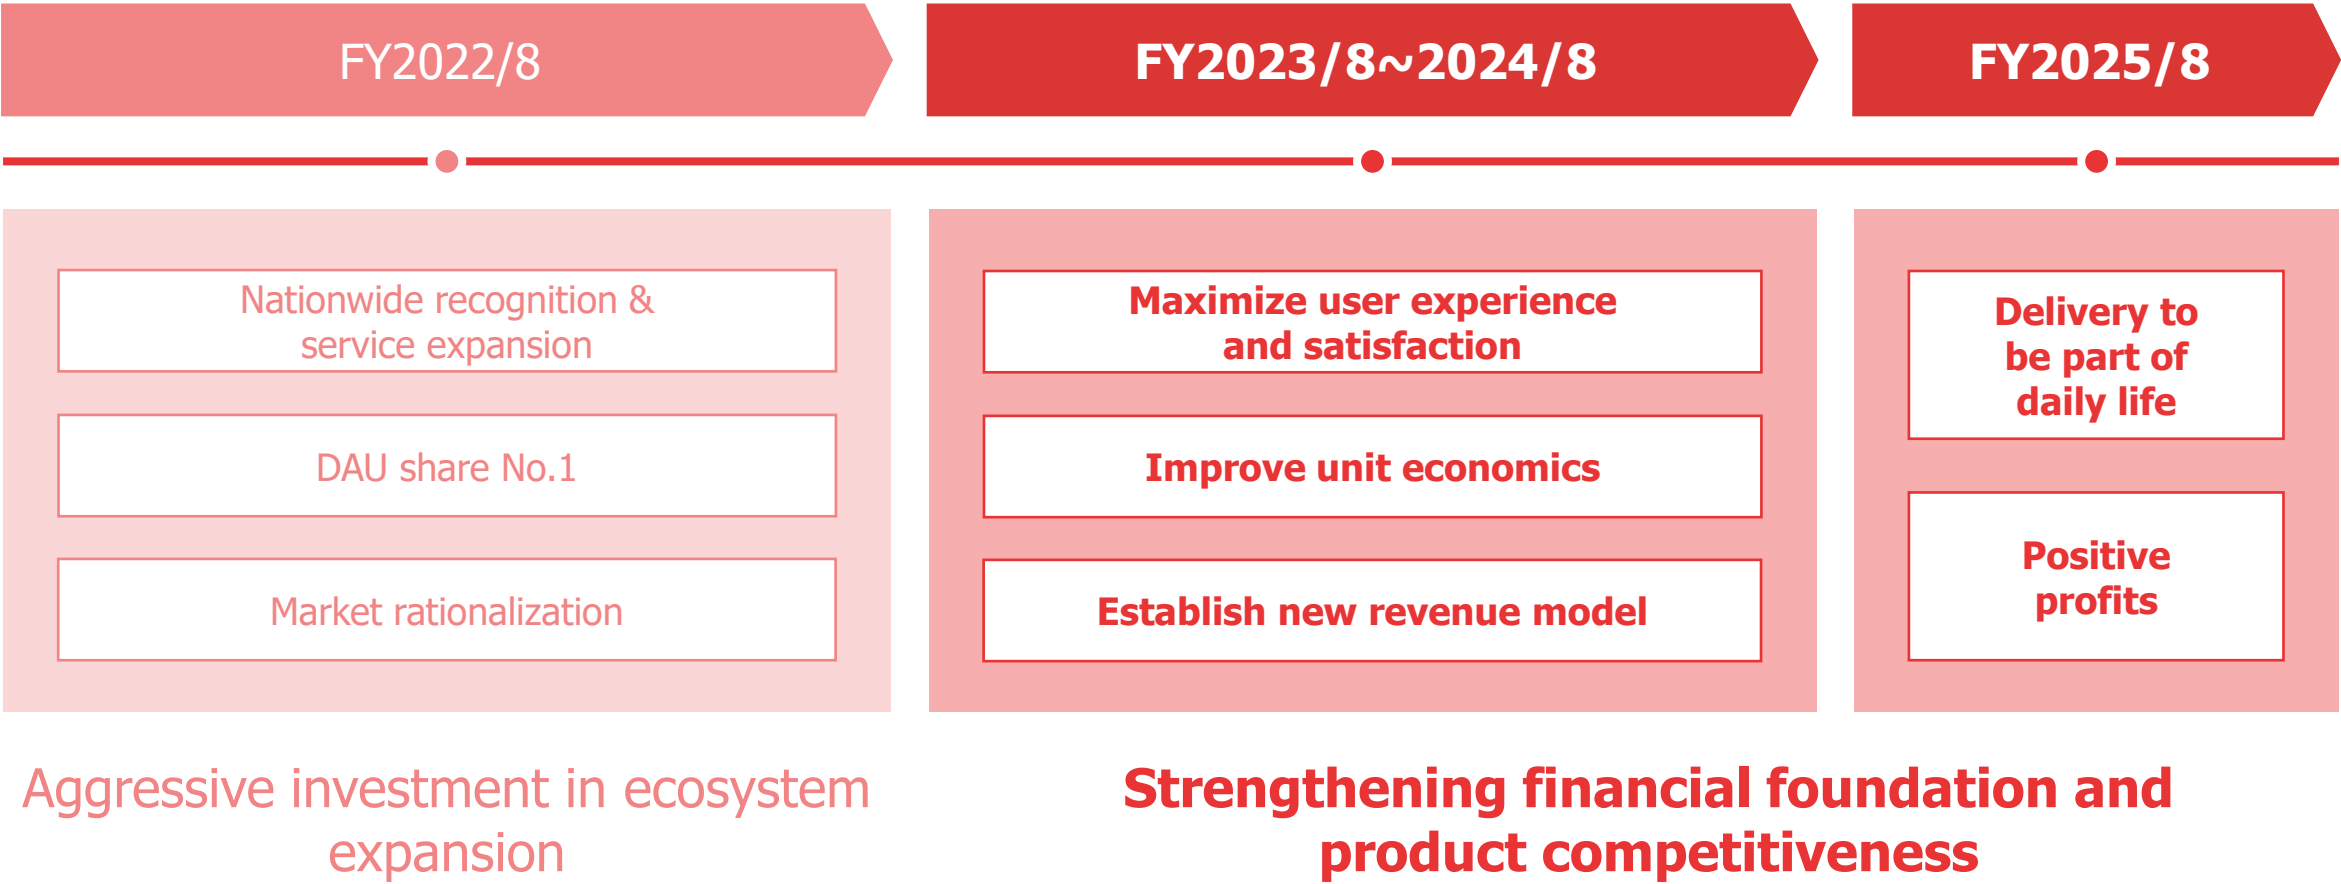 FY2022/8
FY2023/8~2024/8
FY2025/8
Nationwide recognition &
service expansion
DAU share No.1
Market rationalization
Maximize user experience
and satisfaction
Improve unit economics
Establish new revenue model
Delivery to
be part of
daily life
Positive
profits
Aggressive investment in ecosystem
expansion
Strengthening financial foundation and
product competitiveness